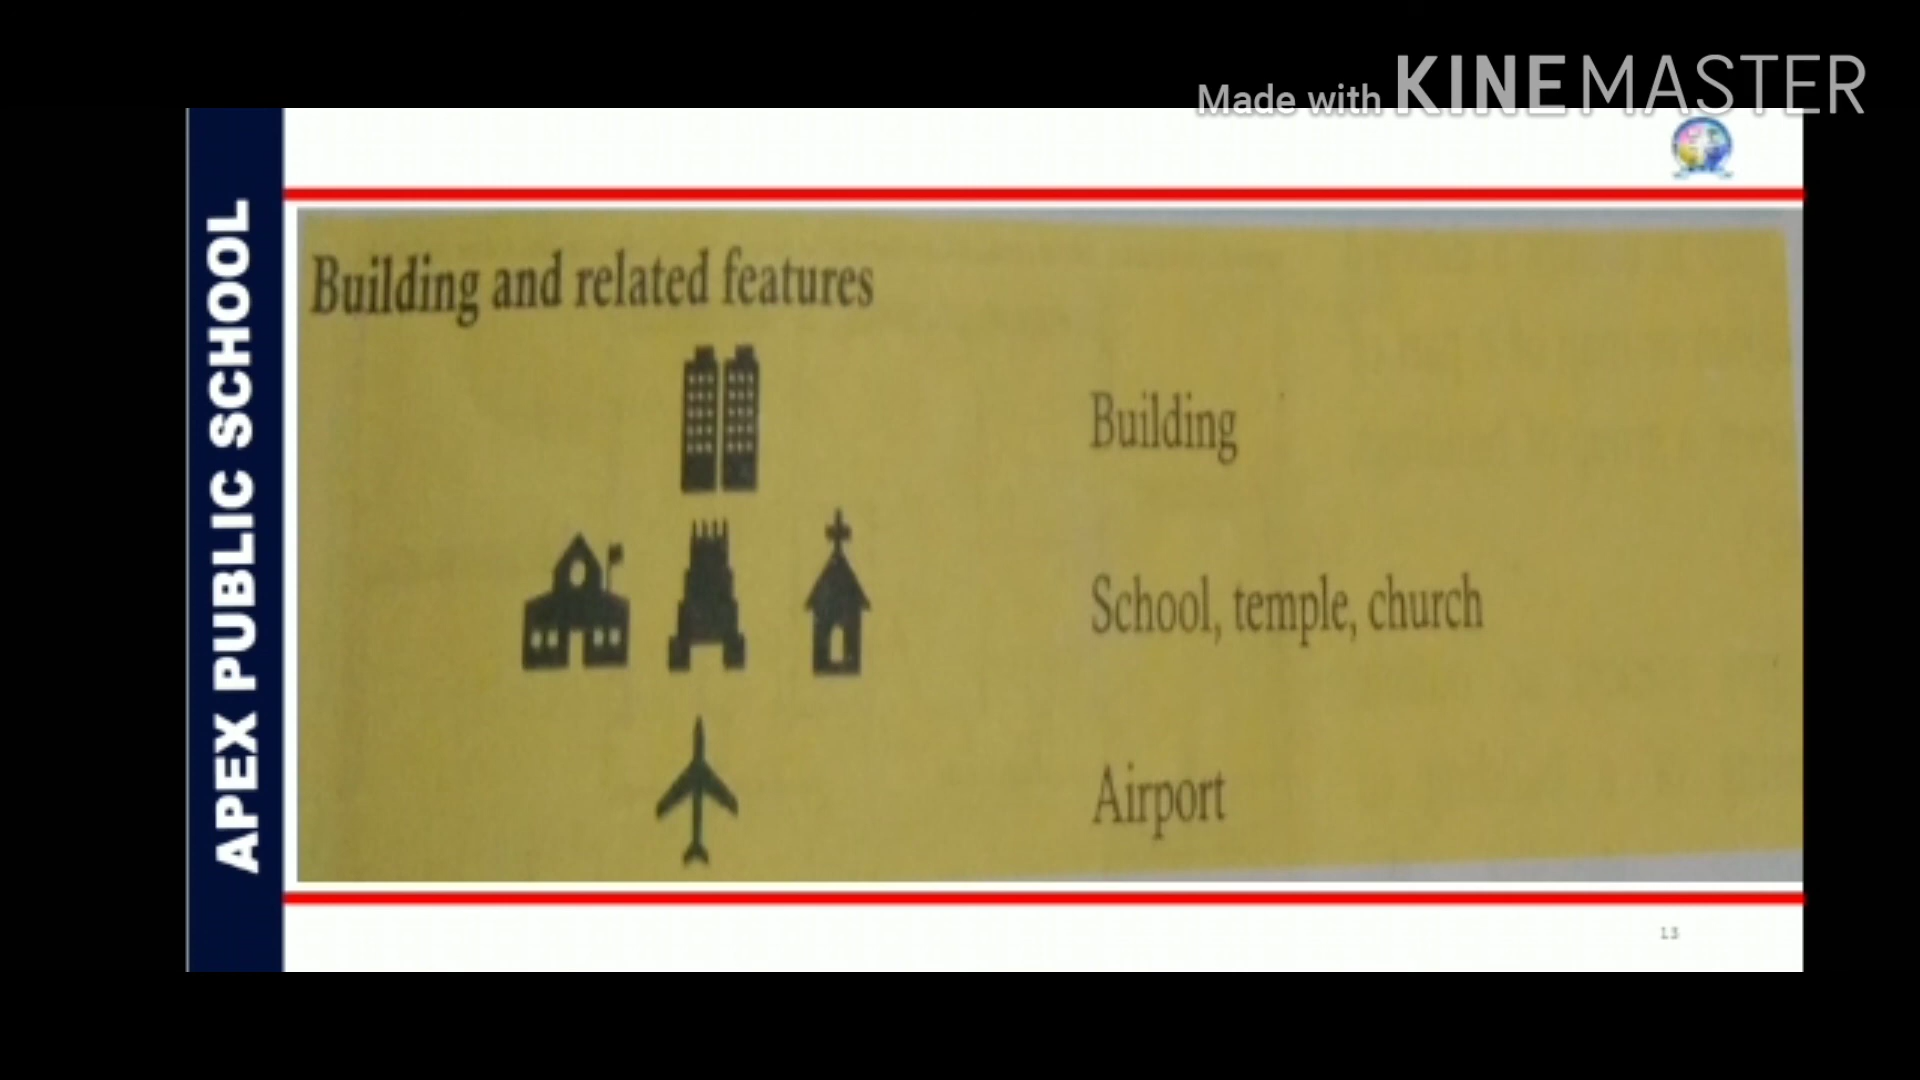 Made with KINEMASTER
APEX PUBLIC SCHOOL
Building and related features
Building
School, temple, church
Airport
13